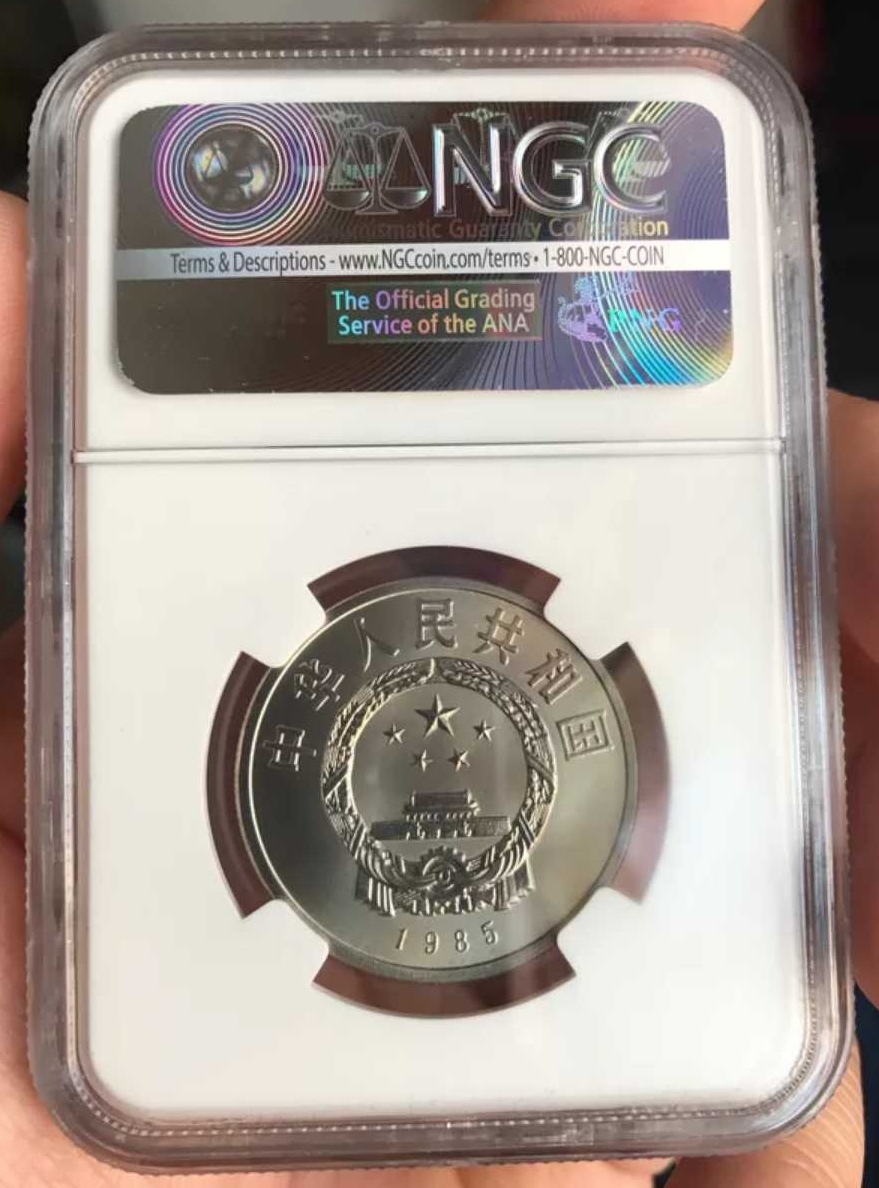 NGC
Numismatic Guaranty Corporation
Terms & Descriptions - www.NGCcoin.com/terms • 1-800-NGC-COIN
The Official Grading
Service of the ANA
PNG
中华人民共和国
1985